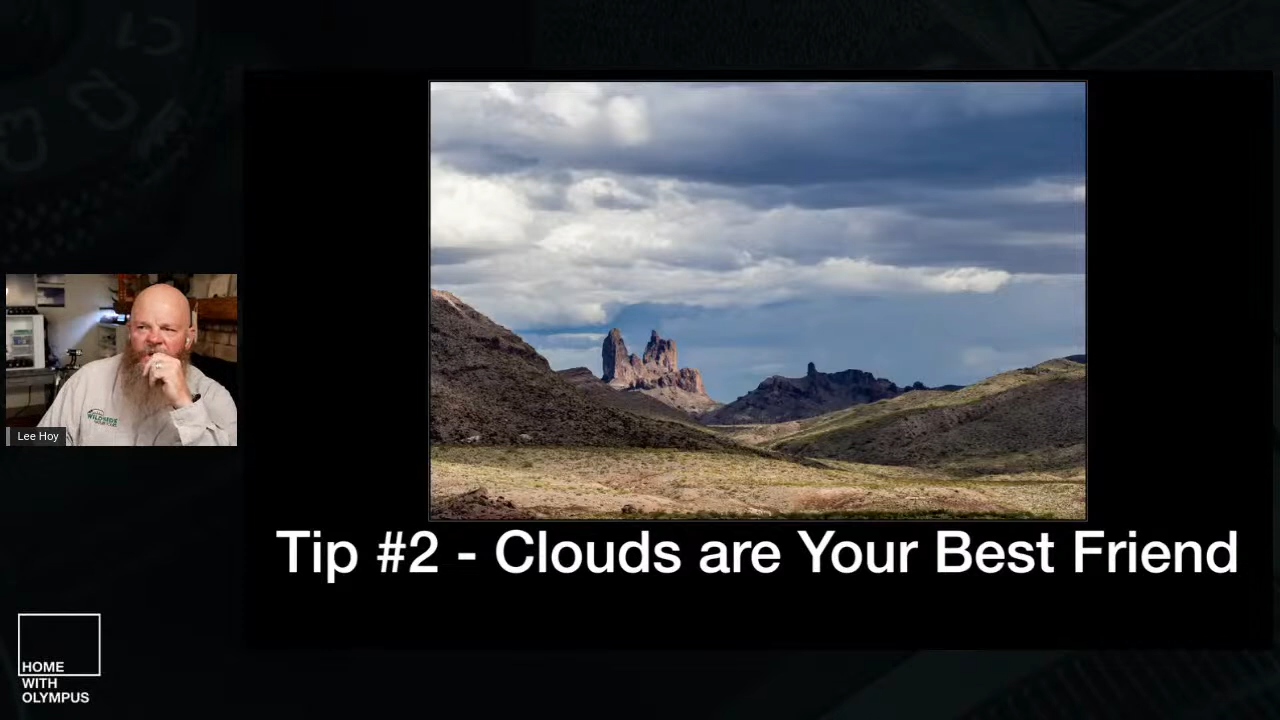 Tip #2 - Clouds are Your Best Friend
Lee Hoy
HOME
WITH
OLYMPUS